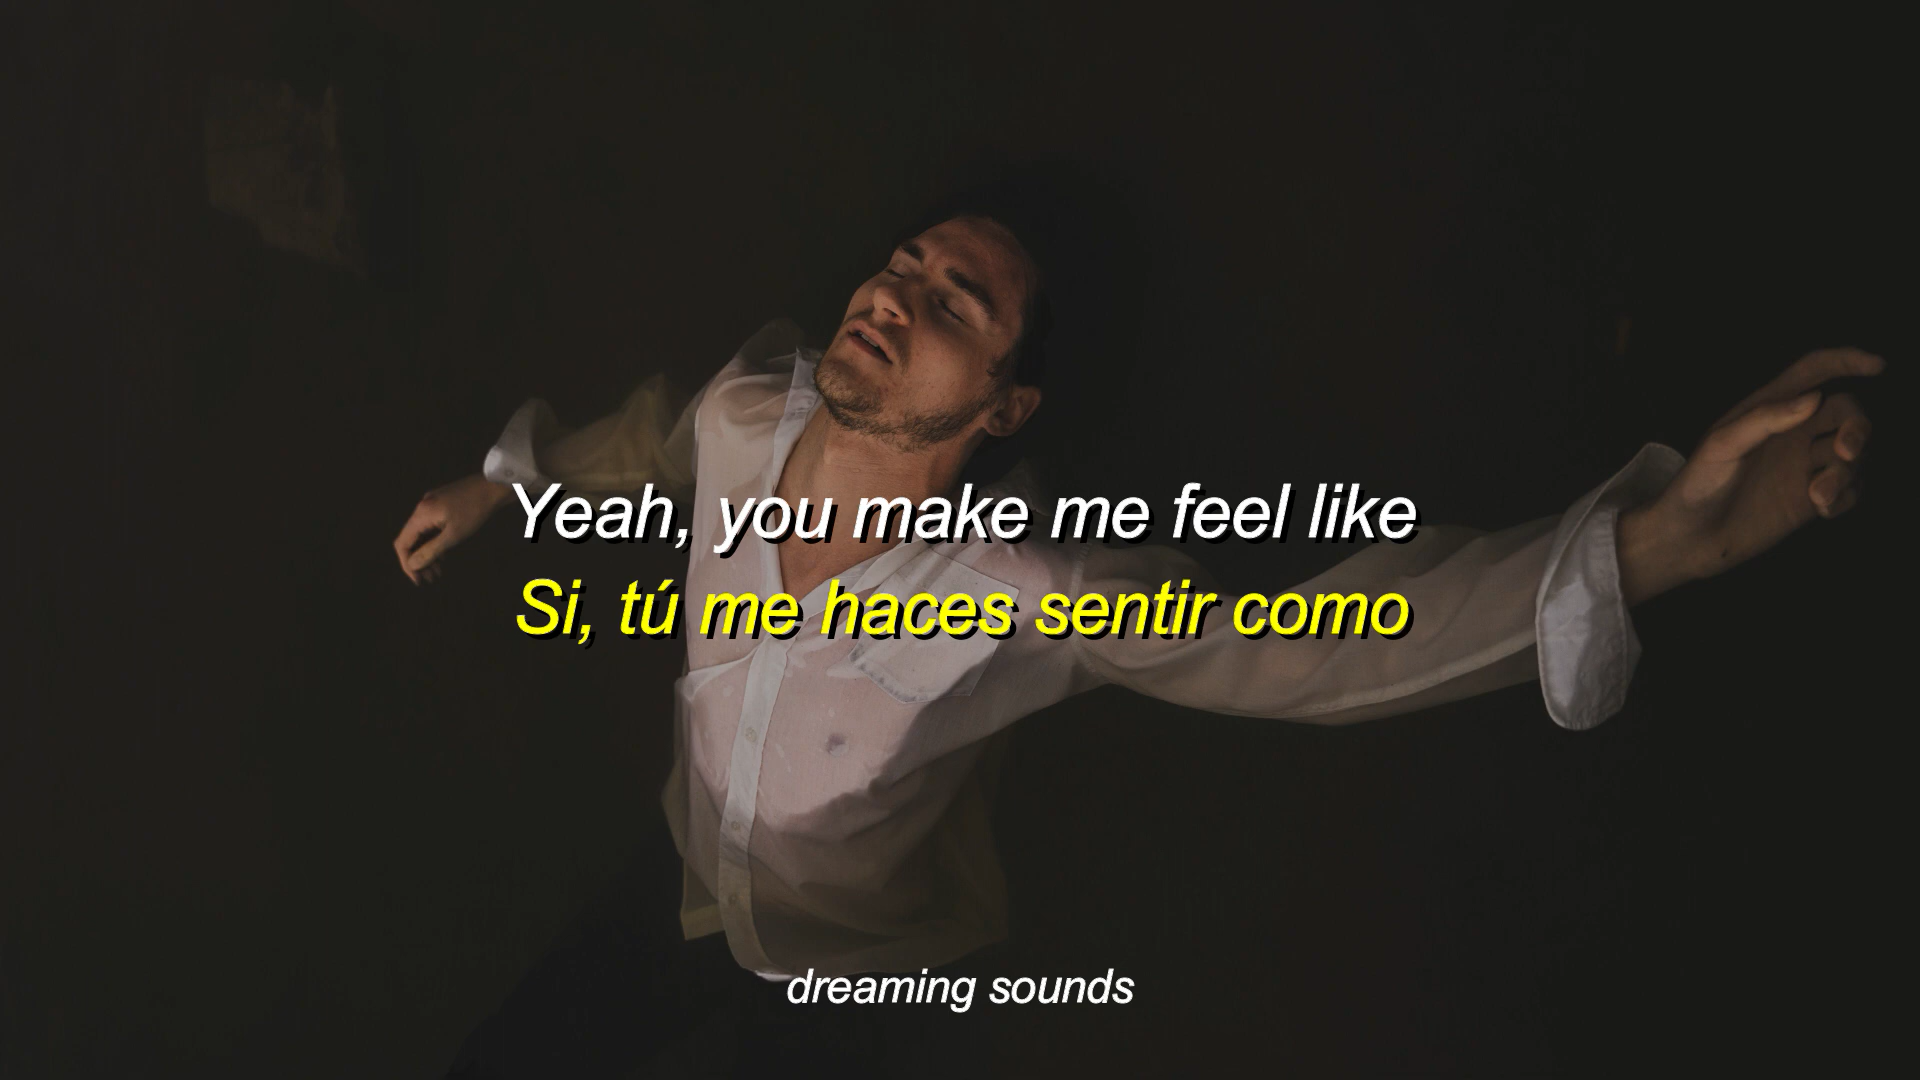 Yeah, you make me feel like
Si, tú me haces sentir como
dreaming sounds